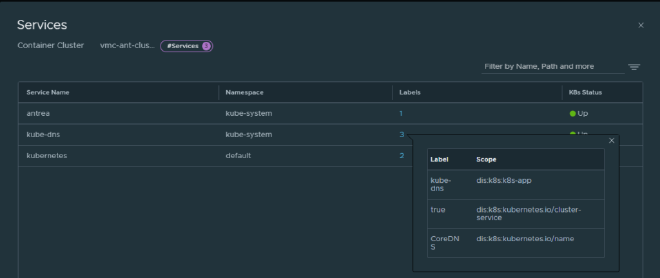 Services
Container Cluster vmc-ant-clus... #Services 3
Filter by Name, Path and more
Service Name Namespace Labels K8s Status
antrea kube-system 1 Up
kube-dns kube-system 3 Up
kubernetes default 2
Label Scope
kube-
dns
dis:k8s:k8s-app
true dis:k8s:kubernetes.io/cluster-
service
CoreDN
S
dis:k8s:kubernetes.io/name